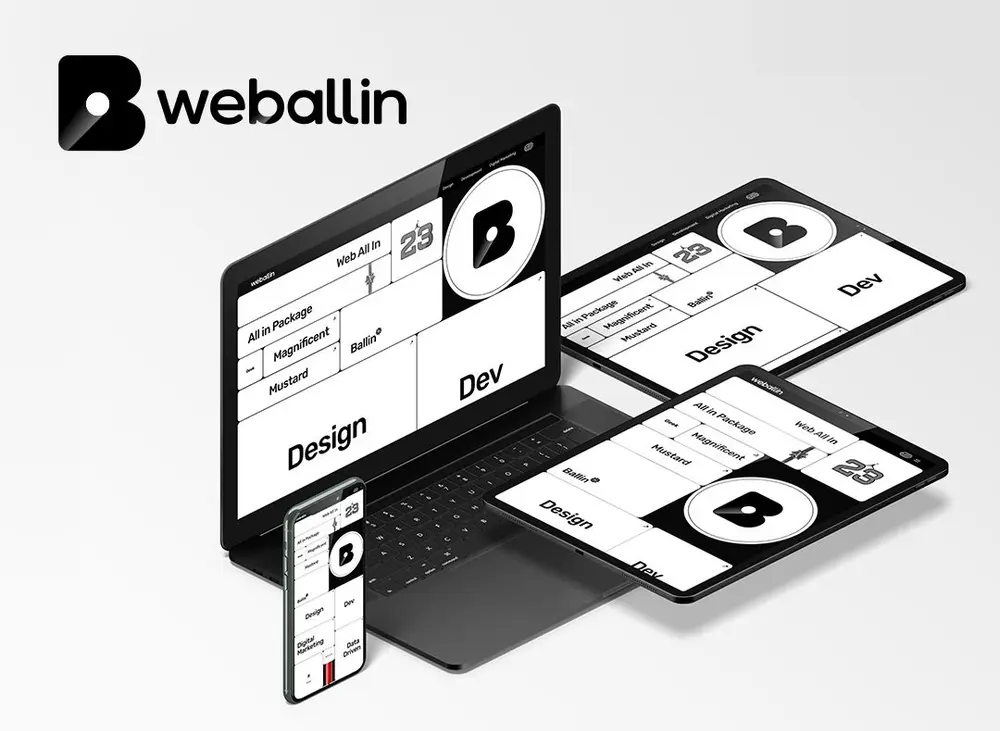 B weballin
Design Development Digital Marketing
weballin
Web All In
23
B
All in Package
Geek
Magnificent
Ballin
Mustard
Design
Dev
Design Development Digital Marketing
Web All In
23
B
All in Package
Magnificent
Ballin
Mustard
Design
Dev
weballin
All in Package
Web All In
Geek
Magnificent
23
Mustard
Ballin
B
Design
Dev
Web All In
23
All in Package
Magnificent
B
Mustard
Ballin
Design
Dev
Digital
Marketing
Data
Driven